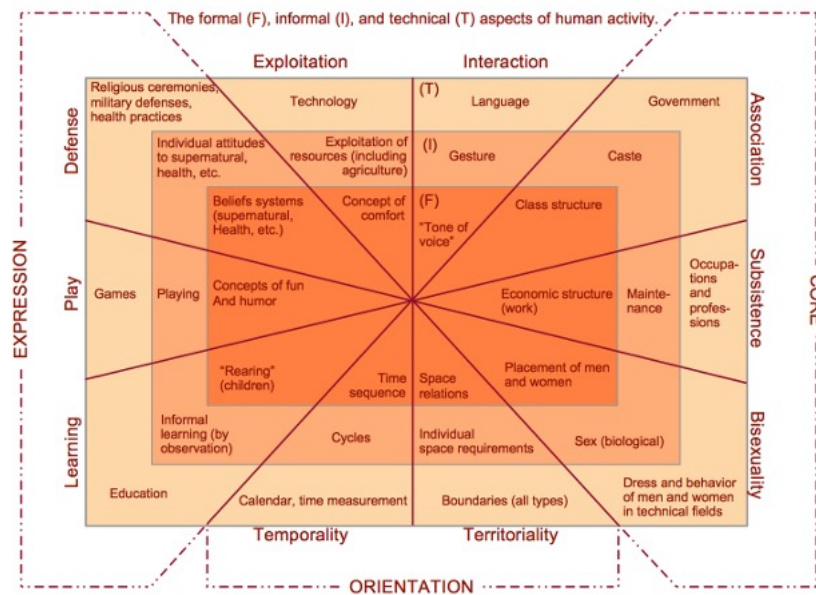 The formal (F), informal (I), and technical (T) aspects of human activity.
Exploitation
Interaction
Religious ceremonies,
military defenses,
health practices
Technology
(T)
Language
Government
Defense
Association
Individual attitudes
to supernatural,
health, etc.
Exploitation of
resources (including
agriculture)
(I)
Gesture
Caste
Beliefs systems
(supernatural,
Health, etc.)
Concept of
comfort
(F)
"Tone of
voice"
Class structure
EXPRESSION
Play
Games
Playing
Concepts of fun
And humor
Economic structure
(work)
Mainte-
nance
Occupa-
tions
and
profes-
sions
Subsistence
CORE
"Rearing"
(children)
Time
sequence
Space
relations
Placement of men
and women
Learning
Informal
learning (by
observation)
Cycles
Individual
space requirements
Sex (biological)
Bisexuality
Education
Calendar, time measurement
Boundaries (all types)
Dress and behavior
of men and women
in technical fields
Temporality
Territoriality
ORIENTATION